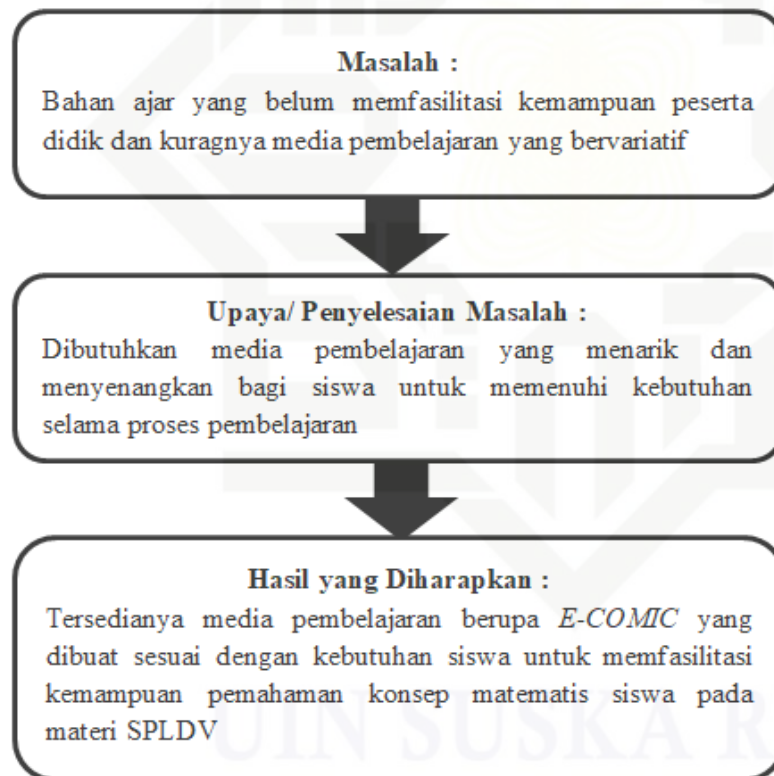 Masalah :
Bahan ajar yang belum memfasilitasi kemampuan peserta
didik dan kuragnya media pembelajaran yang bervariatif
Upaya/ Penyelesaian Masalah :
Dibutuhkan media pembelajaran yang menarik dan
menyenangkan bagi siswa untuk memenuhi kebutuhan
selama proses pembelajaran
Hasil yang Diharapkan :
Tersedianya media pembelajaran berupa E-COMIC yang
dibuat sesuai dengan kebutuhan siswa untuk memfasilitasi
kemampuan pemahaman konsep matematis siswa pada
materi SPLDV
UIN SUSKA R